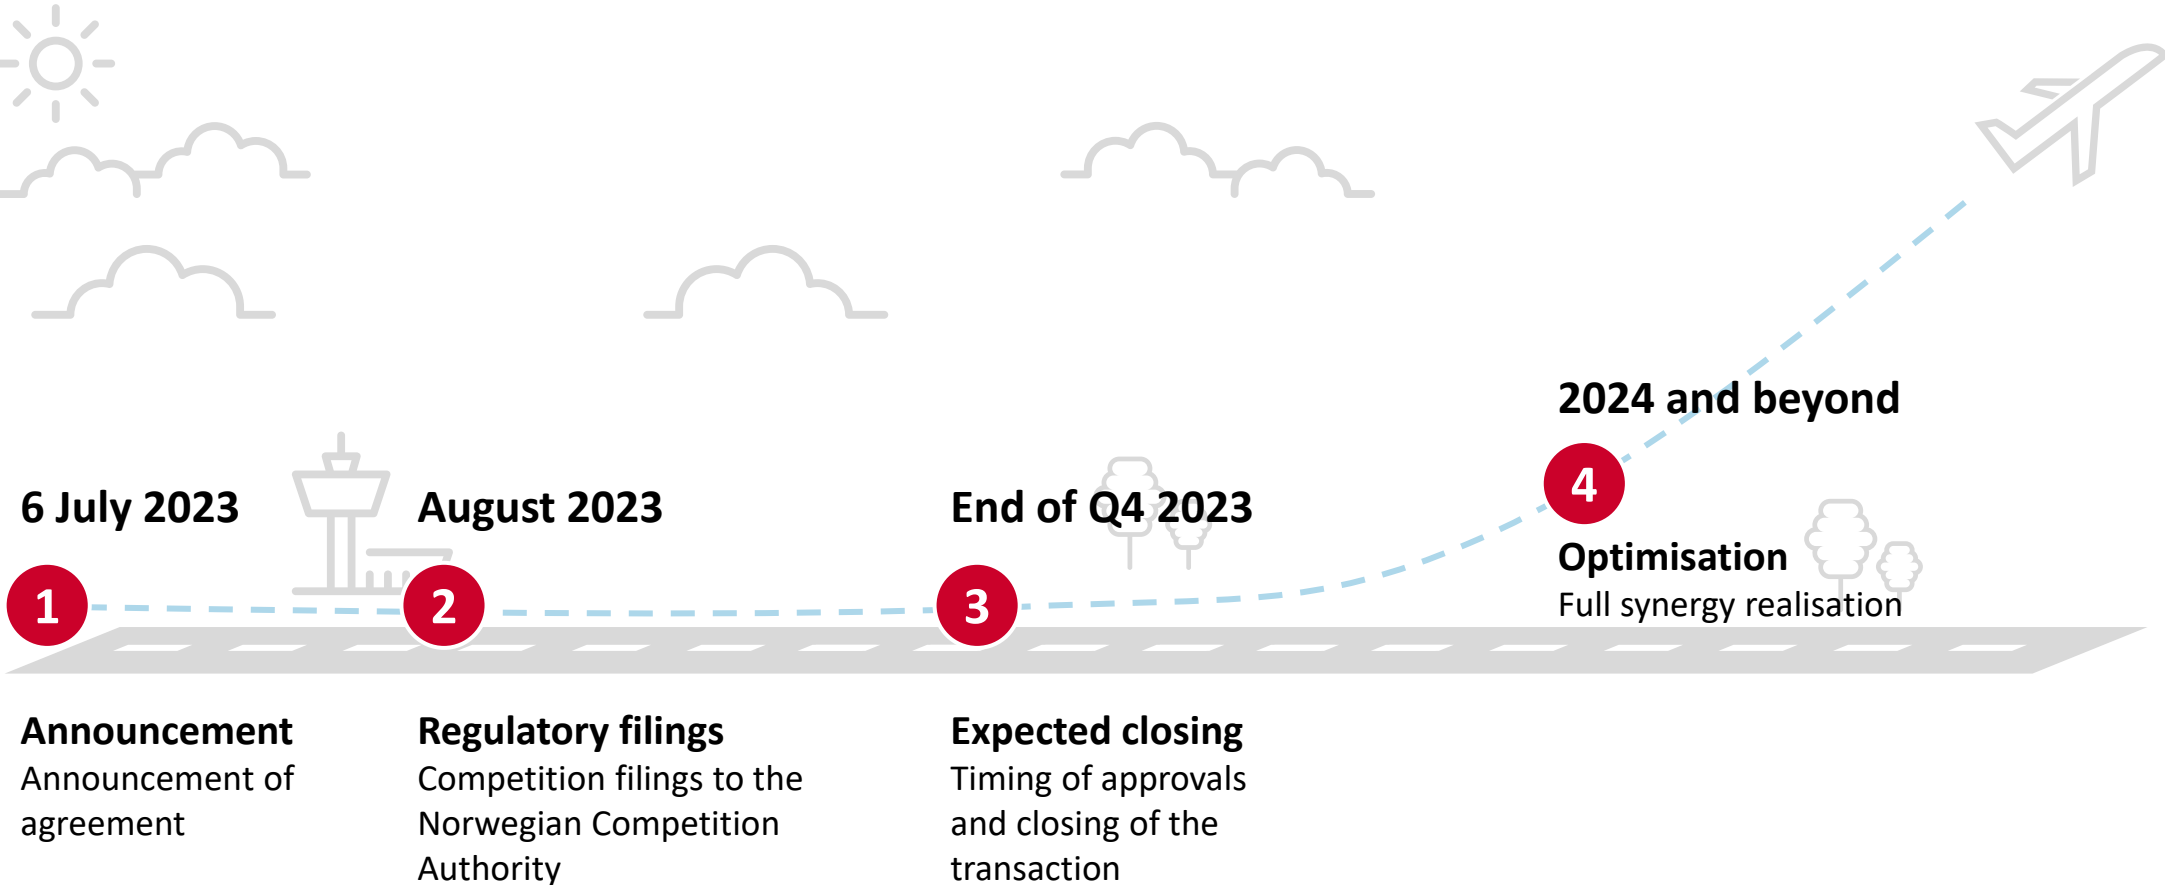 6 July 2023
1
Announcement
Announcement of
agreement
August 2023
2
Regulatory filings
Competition filings to the
Norwegian Competition
Authority
End of Q4 2023
3
Expected closing
Timing of approvals
and closing of the
transaction
2024 and beyond
4
Optimisation
Full synergy realisation